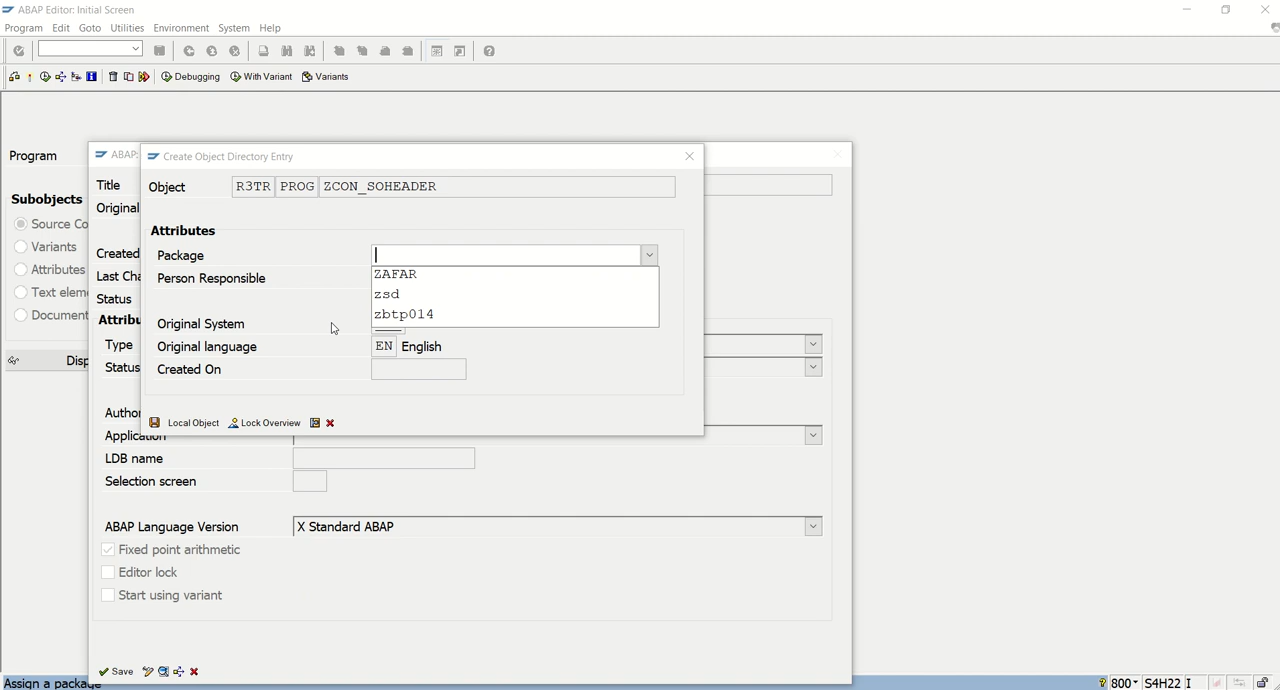 ABAP Editor: Initial Screen
Program Edit Goto Utilities Environment System Help
Debugging With Variant Variants
Program
Subobjects
Source Co
Variants
Attributes
Text elem
Document
Disp
ABAP:
Title
Original
Created
Last Cha
Status
Attribu
Type
Status
Author
Application
LDB name
Selection screen
ABAP Language Version X Standard ABAP
Fixed point arithmetic
Editor lock
Start using variant
Save
Create Object Directory Entry
Object R3TR PROG ZCON_SOHEADER
Attributes
Package
ZAFAR
zsd
zbtp014
Person Responsible
Original System
Original language EN English
Created On
Local Object Lock Overview
Assign a package
800 S4H22 I